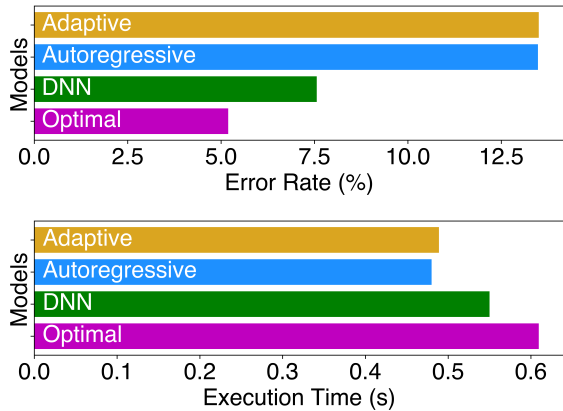 Models
Adaptive
Autoregressive
DNN
Optimal
0.0 2.5 5.0 7.5 10.0 12.5
Error Rate (%)
Models
Adaptive
Autoregressive
DNN
Optimal
0.0 0.1 0.2 0.3 0.4 0.5 0.6
Execution Time (s)